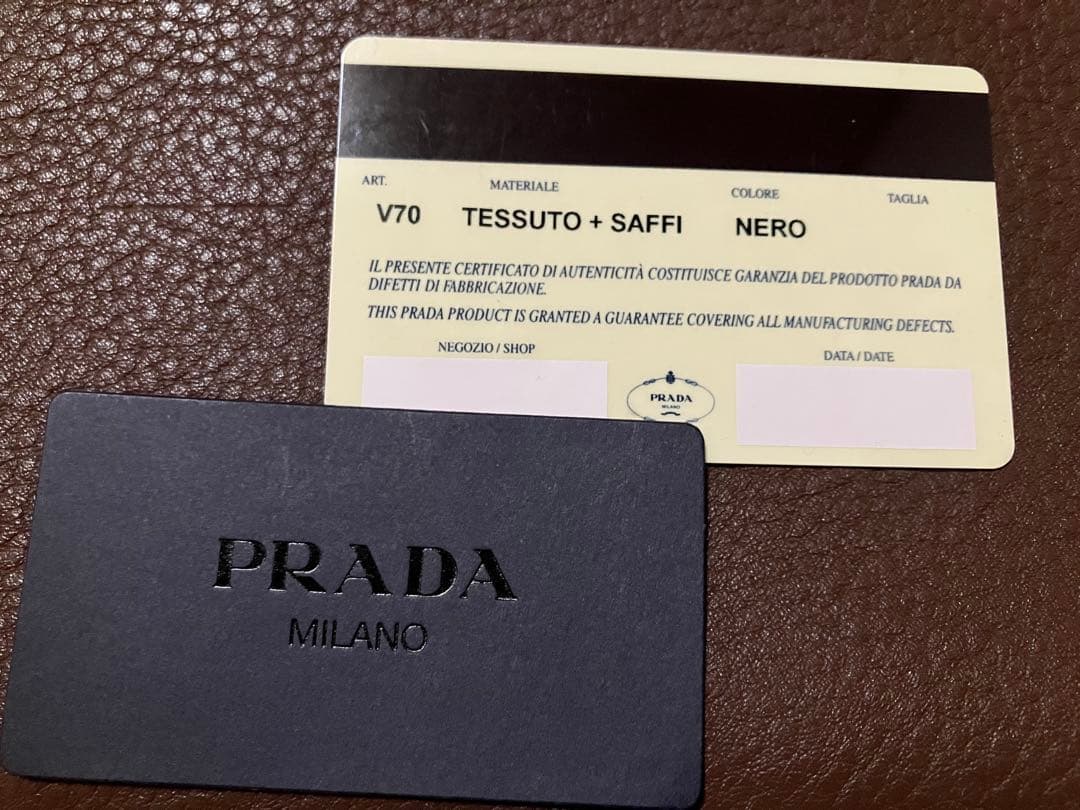 ART. MATERIALE COLORE TAGLIA
V70 TESSUTO + SAFFI NERO
IL PRESENTE CERTIFICATO DI AUTENTICITÀ COSTITUISCE GARANZIA DEL PRODOTTO PRADA DA
DIFETTI DI FABBRICAZIONE.
THIS PRADA PRODUCT IS GRANTED A GUARANTEE COVERING ALL MANUFACTURING DEFECTS.
NEGOZIO / SHOP DATA / DATE
PRADA
MILANO
PRADA
MILANO